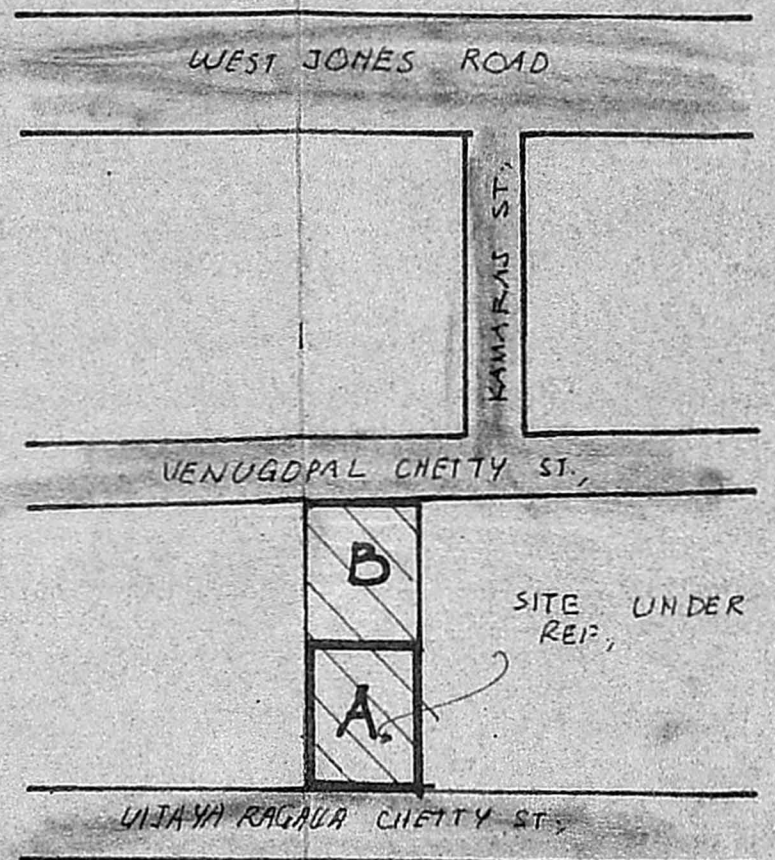 WEST JONES ROAD
KAMARAJ ST.,
VENUGOPAL CHETTY ST.,
B
SITE UNDER
REF,
A.
VIJAYA RAGAVA CHETTY ST,